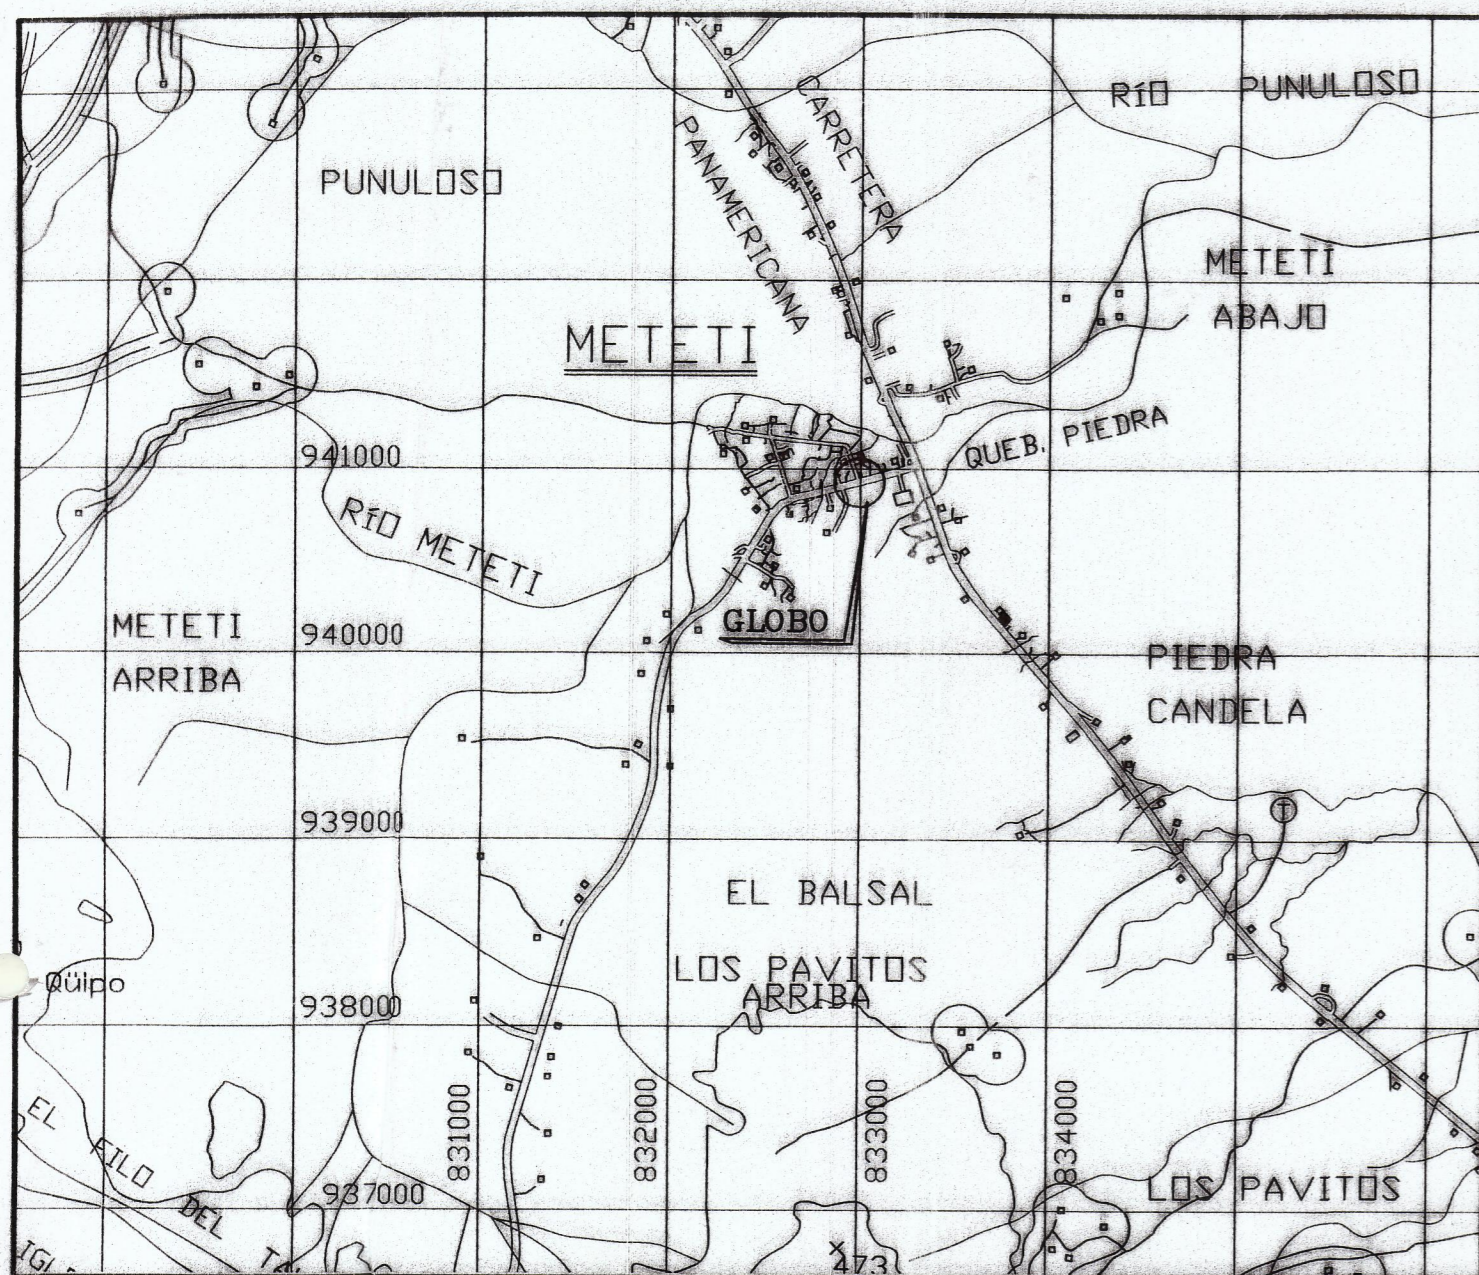 RíO PUNULOSO
CARRETERA
PANAMERICANA
PUNULOSO
METETÍ
ABAJO
METETI
QUEB. PIEDRA
941000
RíO METETI
GLOBO
METETI
ARRIBA
940000
PIEDRA
CANDELA
939000
EL BALSAL
LOS PAVITOS
ARRIBA
Qüipo
938000
831000
832000
833000
834000
EL FILO DEL
937000
LOS PAVITOS
473
T